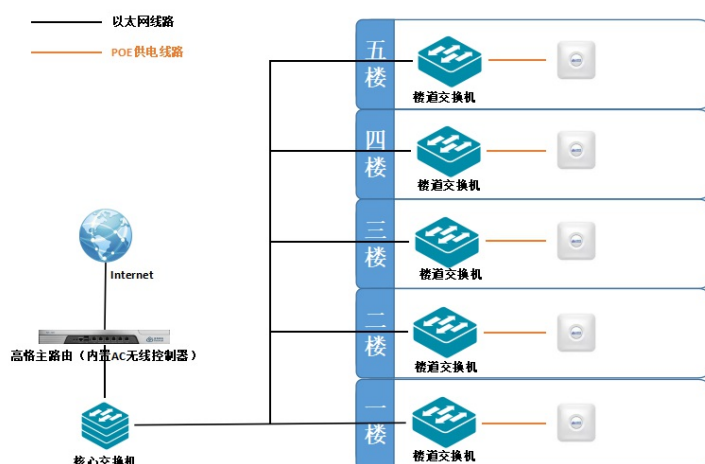 以太网线路
POE供电线路
五楼
楼道交换机
四楼
楼道交换机
三楼
楼道交换机
Internet
二楼
楼道交换机
高恪主路由（内置AC无线控制器）
一楼
楼道交换机
核心交换机